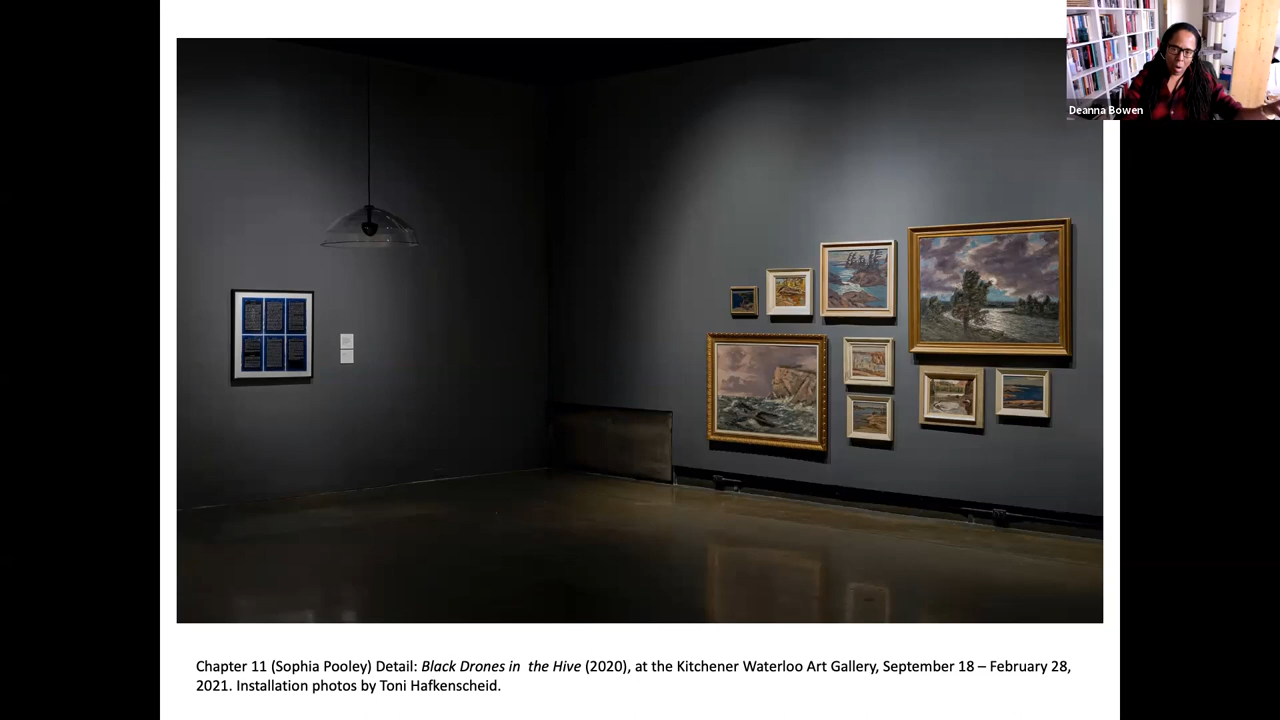 Deanna Bowen
Chapter 11 (Sophia Pooley) Detail: Black Drones in the Hive (2020), at the Kitchener Waterloo Art Gallery, September 18 – February 28,
2021. Installation photos by Toni Hafkenscheid.